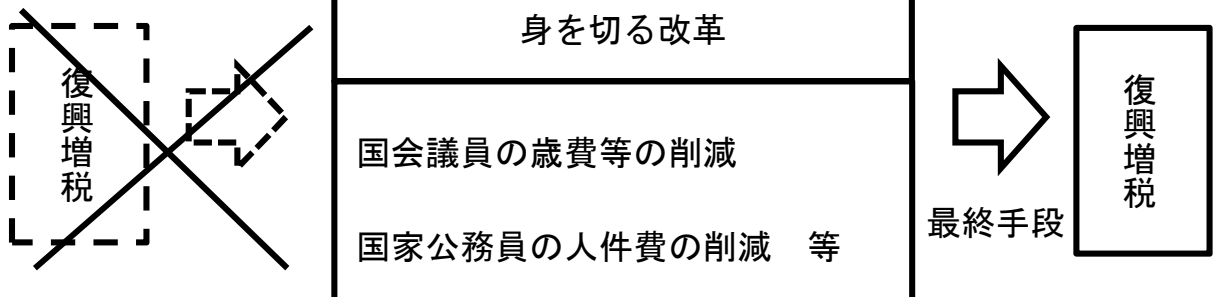 復興増税
身を切る改革
国会議員の歳費等の削減
国家公務員の人件費の削減　等
最終手段
復興増税